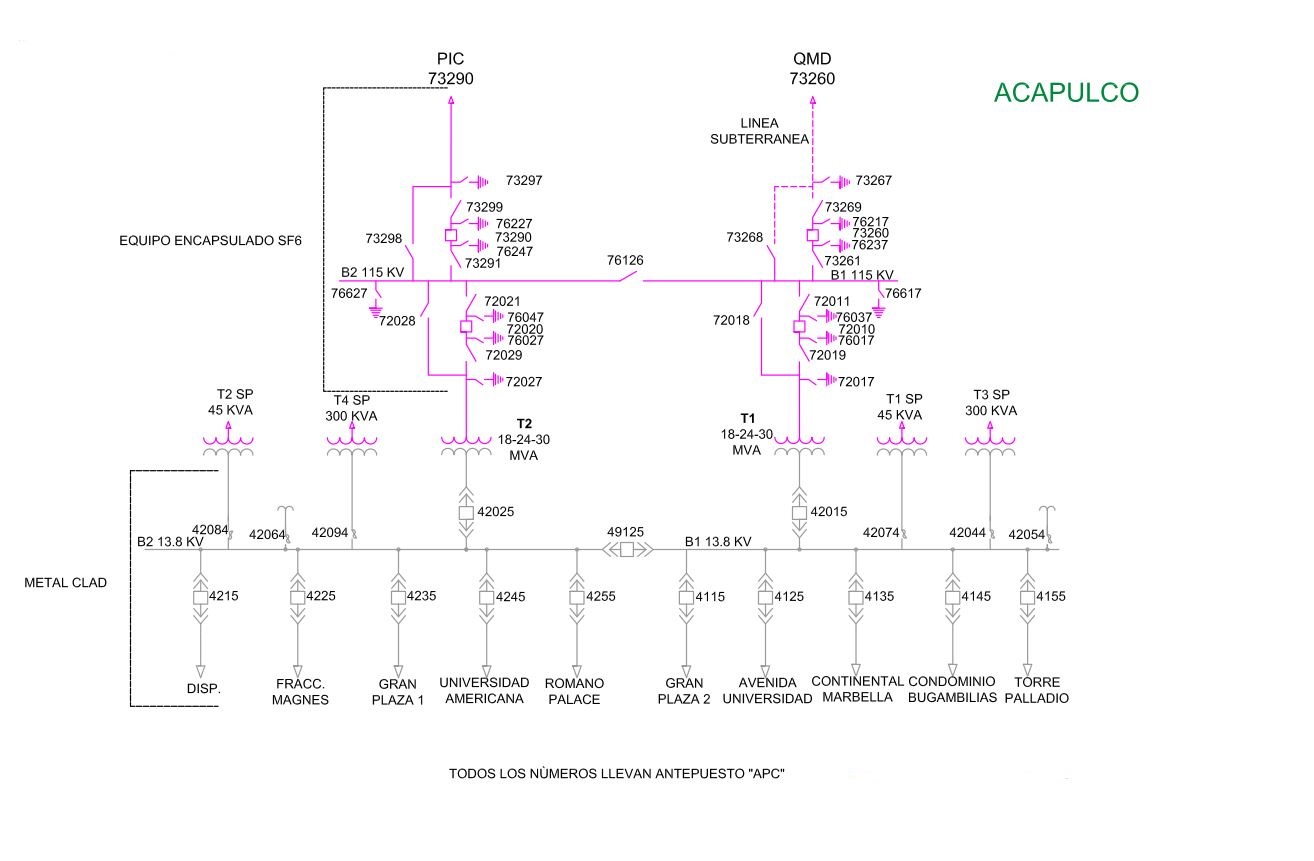 PIC
73290
QMD
73260
ACAPULCO
LINEA
SUBTERRANEA
73297
73267
73299
73269
76227
76217
EQUIPO ENCAPSULADO SF6
73298
73290
73268
73260
76247
76237
73291
73261
76126
B2 115 KV
B1 115 KV
76627
76617
72021
72011
72028
76047
72018
76037
72020
72010
76027
76017
72029
72019
72027
72017
T2 SP
45 KVA
T4 SP
300 KVA
T2
18-24-30
MVA
T1
18-24-30
MVA
T1 SP
45 KVA
T3 SP
300 KVA
42025
42015
42084
42064
42094
49125
42074
42044
42054
B2 13.8 KV
B1 13.8 KV
METAL CLAD
4215
4225
4235
4245
4255
4115
4125
4135
4145
4155
DISP.
FRACC.
MAGNES
GRAN
PLAZA 1
UNIVERSIDAD
AMERICANA
ROMANO
PALACE
GRAN
PLAZA 2
AVENIDA
UNIVERSIDAD
CONTINENTAL
MARBELLA
CONDOMINIO
BUGAMBILIAS
TORRE
PALLADIO
TODOS LOS NÙMEROS LLEVAN ANTEPUESTO "APC"